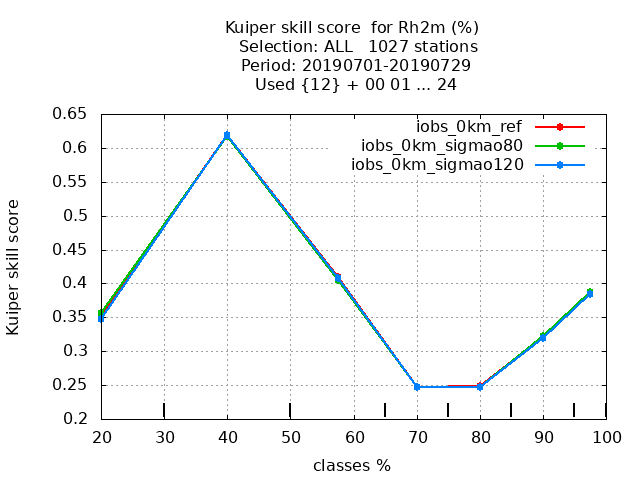 Kuiper skill score  for Rh2m (%)
Selection: ALL   1027 stations
Period: 20190701-20190729
Used {12} + 00 01 ... 24
iobs_0km_ref
iobs_0km_sigmao80
iobs_0km_sigmao120
Kuiper skill score
0.65
0.6
0.55
0.5
0.45
0.4
0.35
0.3
0.25
0.2
20 30 40 50 60 70 80 90 100
classes %